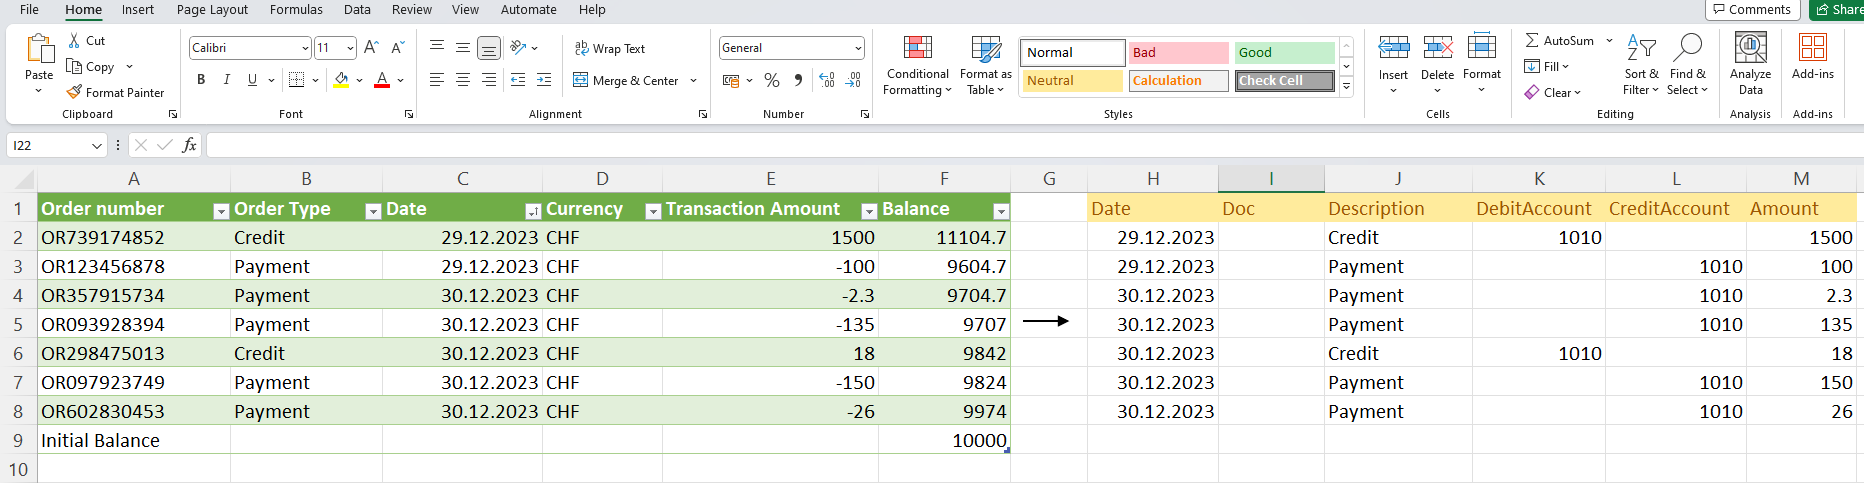 File Home Insert Page Layout Formulas Data Review View Automate Help Comments Share
Paste
Cut
Copy
Format Painter
Clipboard
Calibri 11
B I U A
Font
ab Wrap Text
Merge & Center
Alignment
General
% 9 .00 .00
Number
Conditional Formatting
Format as Table
Normal Bad Good
Neutral Calculation Check Cell
Styles
Insert Delete Format
Cells
AutoSum
Fill
Clear
Sort & Filter
Find & Select
Editing
Analyze Data
Analysis
Add-ins
Add-ins
I22 fx
A B C D E F G H I J K L M
1 Order number Order Type Date Currency Transaction Amount Balance Date Doc Description DebitAccount CreditAccount Amount
2 OR739174852 Credit 29.12.2023 CHF 1500 11104.7 29.12.2023 Credit 1010 1500
3 OR123456878 Payment 29.12.2023 CHF -100 9604.7 29.12.2023 Payment 1010 100
4 OR357915734 Payment 30.12.2023 CHF -2.3 9704.7 30.12.2023 Payment 1010 2.3
5 OR093928394 Payment 30.12.2023 CHF -135 9707 30.12.2023 Payment 1010 135
6 OR298475013 Credit 30.12.2023 CHF 18 9842 30.12.2023 Credit 1010 18
7 OR097923749 Payment 30.12.2023 CHF -150 9824 30.12.2023 Payment 1010 150
8 OR602830453 Payment 30.12.2023 CHF -26 9974 30.12.2023 Payment 1010 26
9 Initial Balance 10000
10